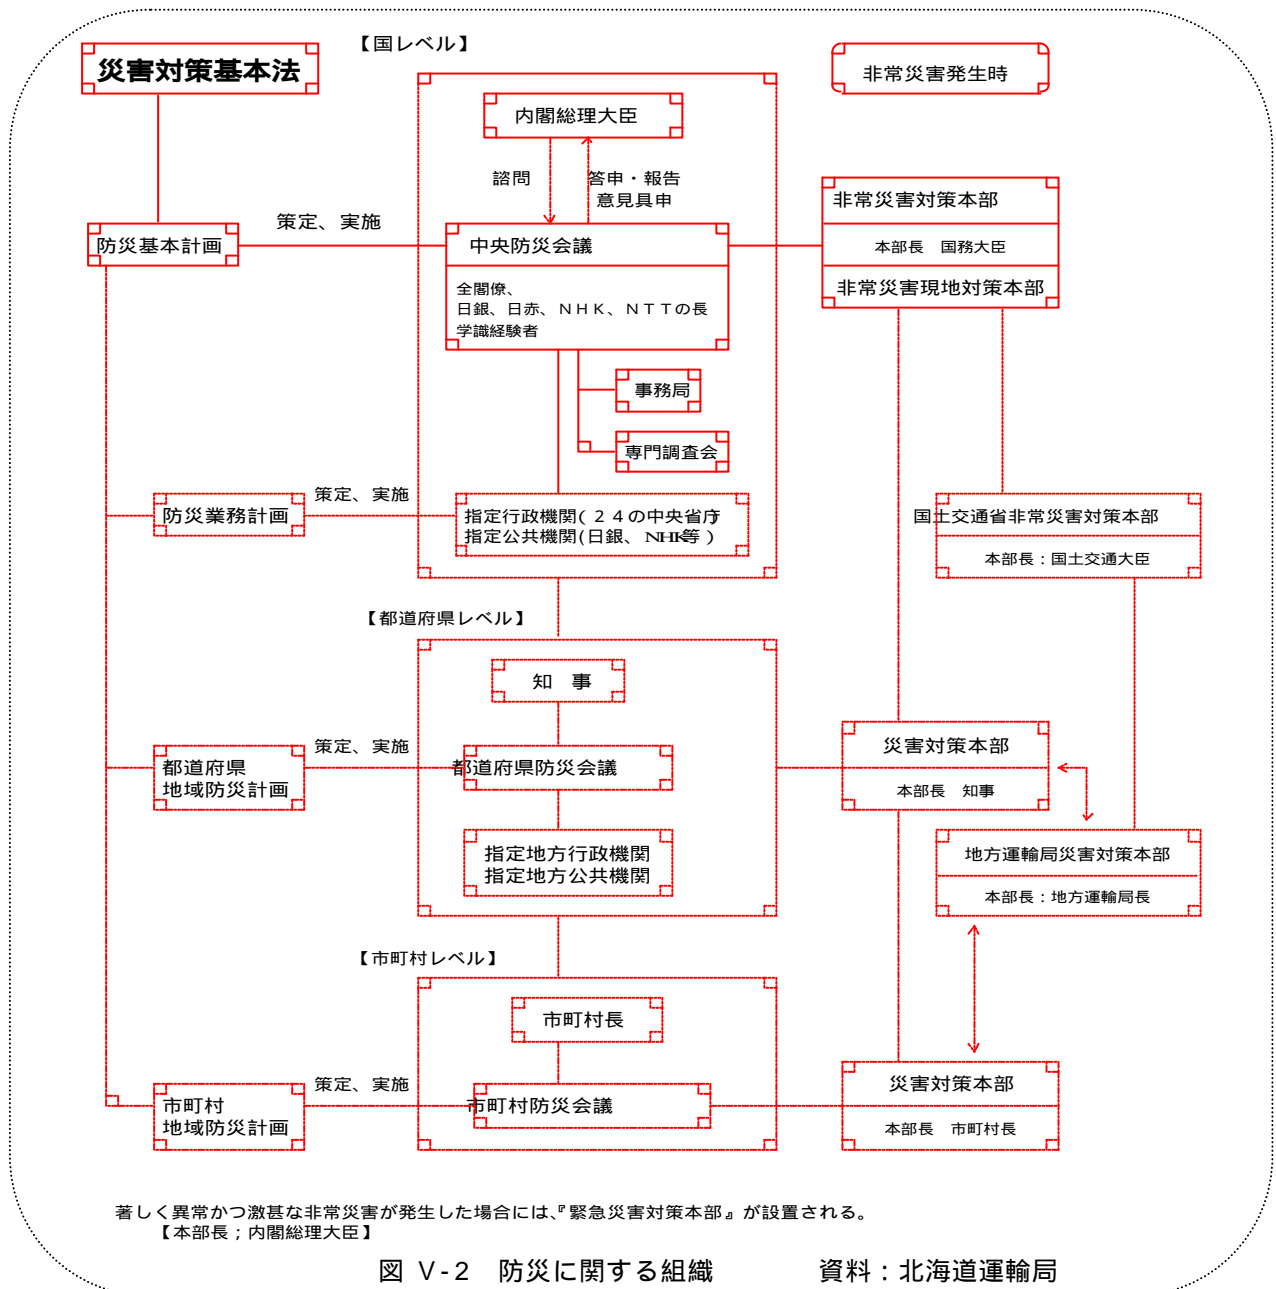 災害対策基本法
【国レベル】
非常災害発生時
内閣総理大臣
諮問
答申・報告
意見具申
防災基本計画
策定、実施
中央防災会議
全閣僚、
日銀、日赤、NHK、NTTの長
学識経験者
非常災害対策本部
本部長 国務大臣
非常災害現地対策本部
事務局
専門調査会
防災業務計画
策定、実施
指定行政機関(24の中央省庁)
指定公共機関(日銀、NHK等)
国土交通省非常災害対策本部
本部長:国土交通大臣
【都道府県レベル】
知 事
都道府県
地域防災計画
策定、実施
都道府県防災会議
指定地方行政機関
指定地方公共機関
災害対策本部
本部長 知事
地方運輸局災害対策本部
本部長:地方運輸局長
【市町村レベル】
市町村長
市町村
地域防災計画
策定、実施
市町村防災会議
災害対策本部
本部長 市町村長
著しく異常かつ激甚な非常災害が発生した場合には、『緊急災害対策本部』が設置される。
【本部長;内閣総理大臣】
図 Ⅴ-2 防災に関する組織 資料:北海道運輸局